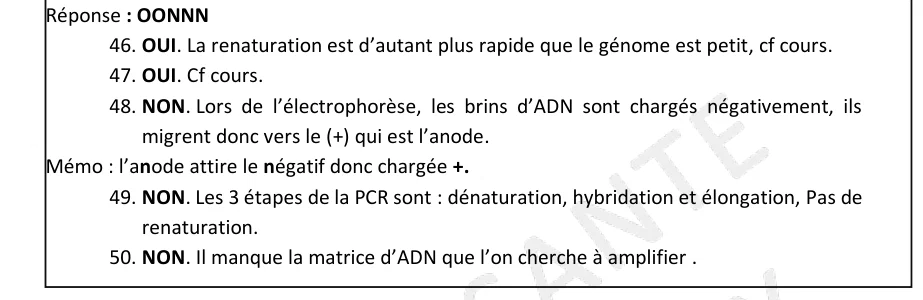 Réponse : OONNN
46. OUI. La renaturation est d’autant plus rapide que le génome est petit, cf cours.
47. OUI. Cf cours.
48. NON. Lors de l’électrophorèse, les brins d’ADN sont chargés négativement, ils
migrent donc vers le (+) qui est l’anode.
Mémo : l’anode attire le négatif donc chargée +.
49. NON. Les 3 étapes de la PCR sont : dénaturation, hybridation et élongation, Pas de
renaturation.
50. NON. Il manque la matrice d’ADN que l’on cherche à amplifier .
SANTE